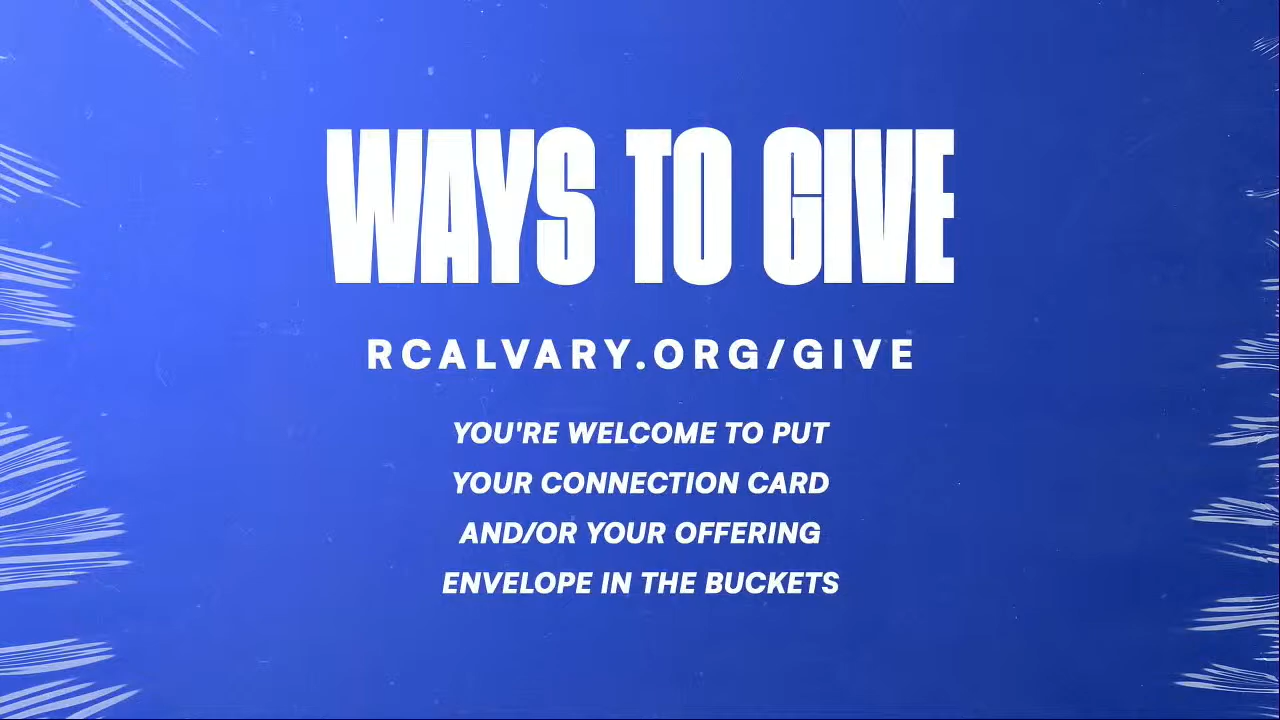 WAYS TO GIVE
RCALVARY.ORG/GIVE
YOU'RE WELCOME TO PUT
YOUR CONNECTION CARD
AND/OR YOUR OFFERING
ENVELOPE IN THE BUCKETS